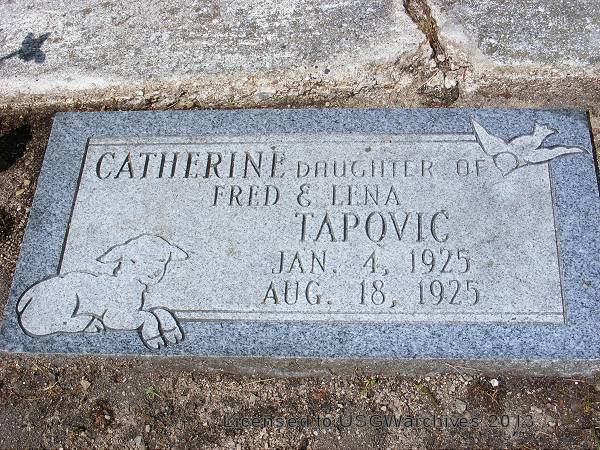 CATHERINE DAUGHTER OF
FRED & LENA
TAPOVIC
JAN. 4, 1925
AUG. 18, 1925
Licensed to USGWarchives 2013